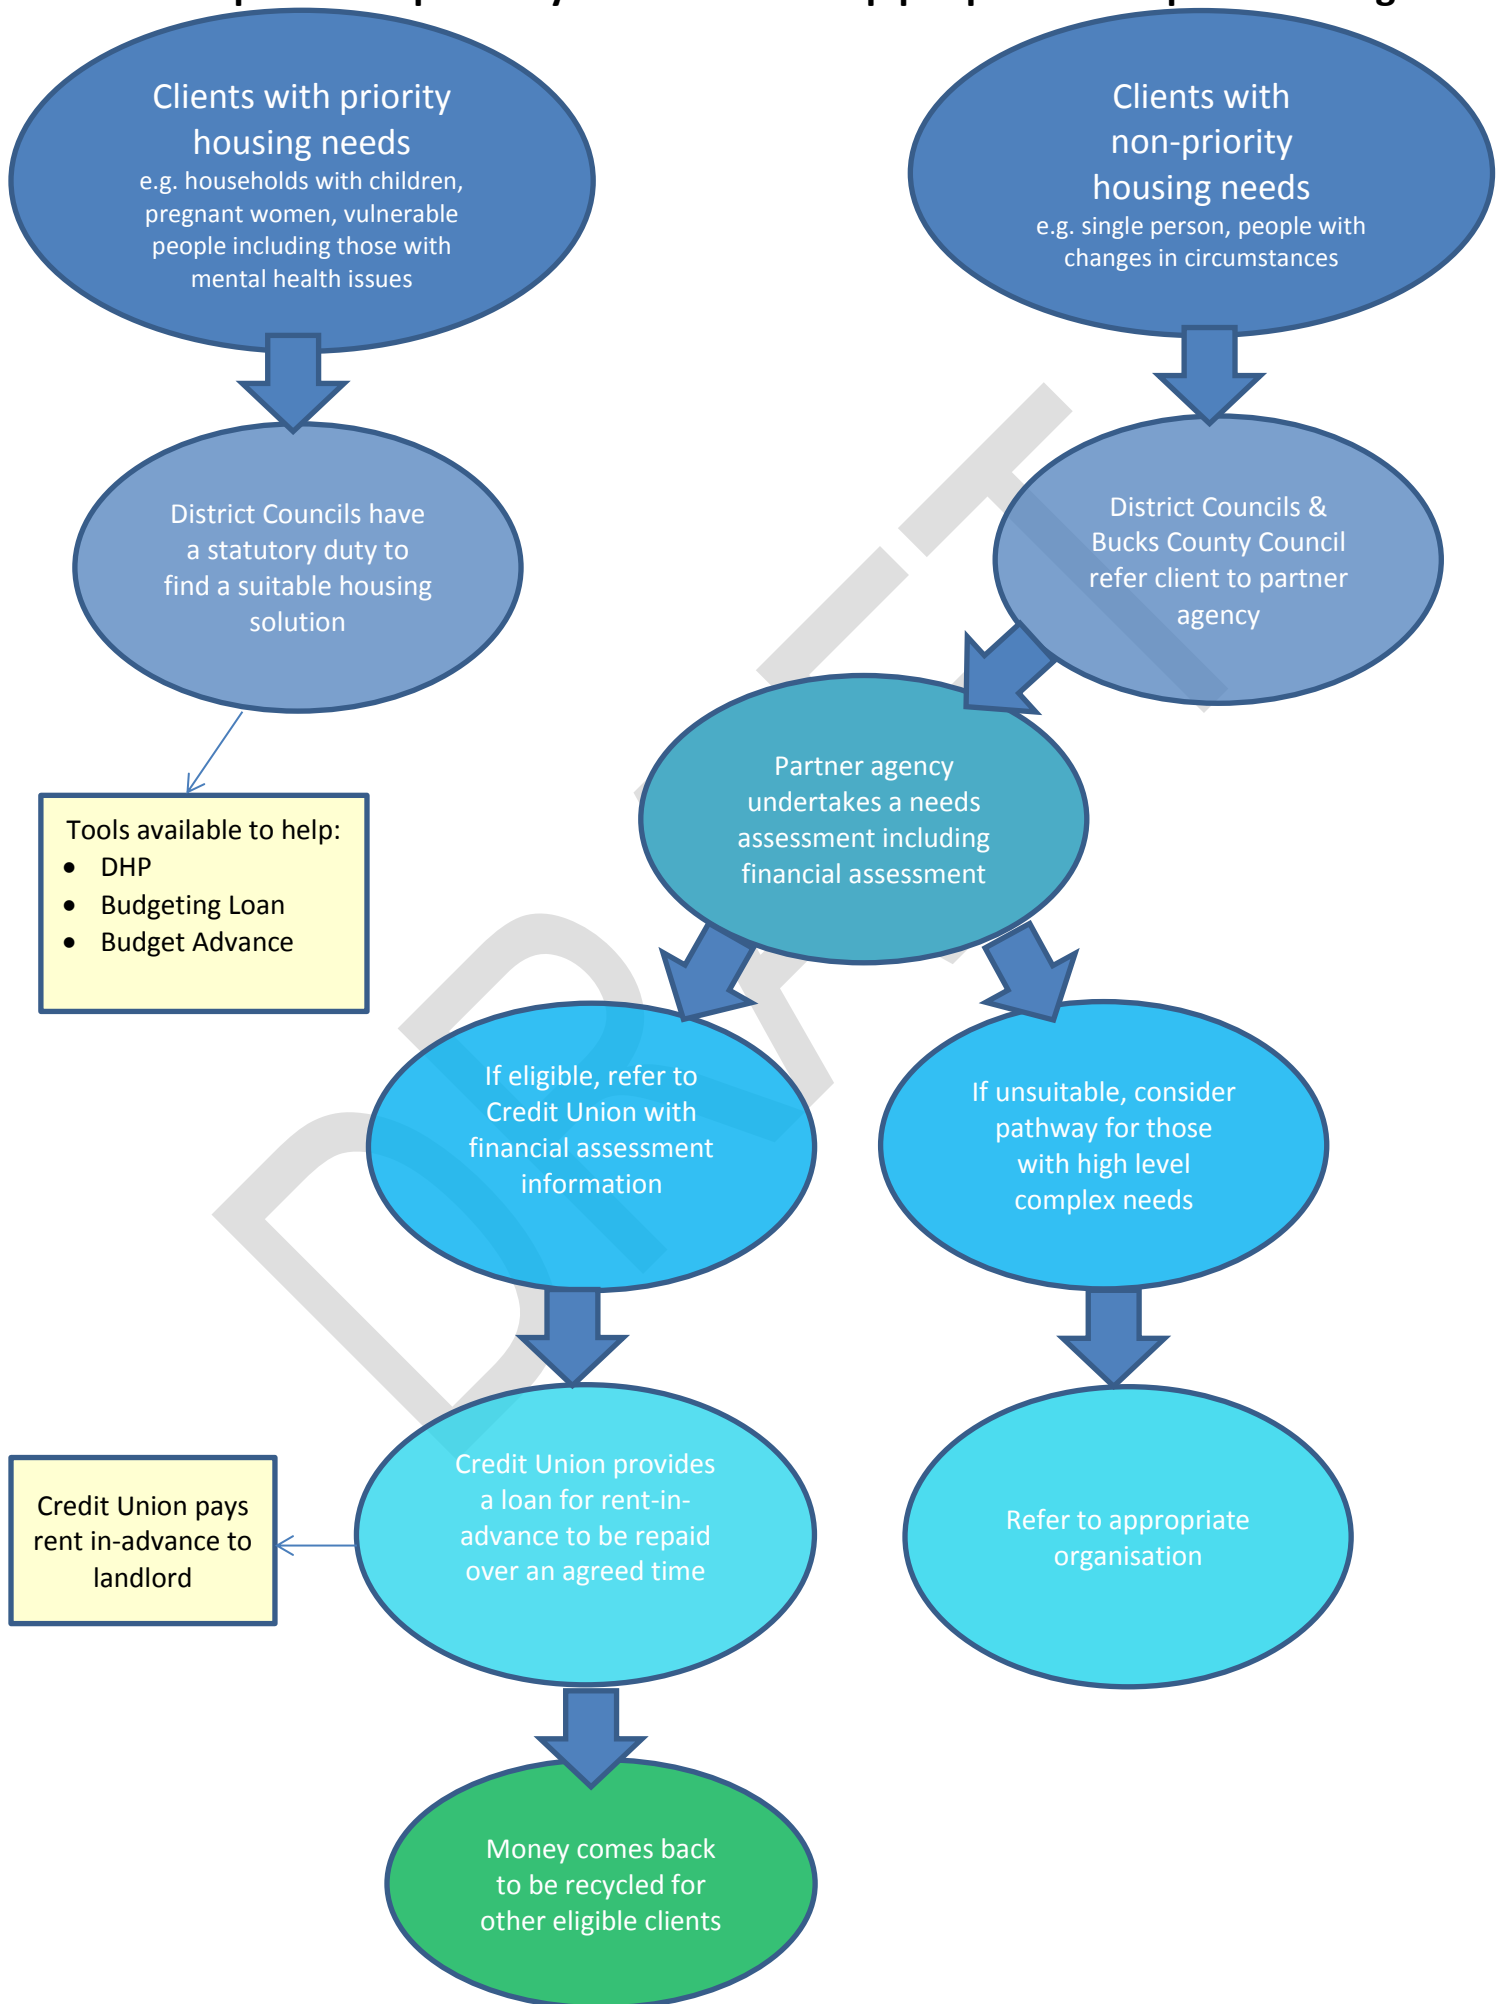 Clients with priority
housing needs
e.g. households with children,
pregnant women, vulnerable
people including those with
mental health issues
Clients with
non-priority
housing needs
e.g. single person, people with
changes in circumstances
District Councils have
a statutory duty to
find a suitable housing
solution
District Councils &
Bucks County Council
refer client to partner
agency
Tools available to help:
• DHP
• Budgeting Loan
• Budget Advance
Partner agency
undertakes a needs
assessment including
financial assessment
If eligible, refer to
Credit Union with
financial assessment
information
If unsuitable, consider
pathway for those
with high level
complex needs
Credit Union provides
a loan for rent-in-
advance to be repaid
over an agreed time
Credit Union pays
rent in-advance to
landlord
Refer to appropriate
organisation
Money comes back
to be recycled for
other eligible clients
DRAFT